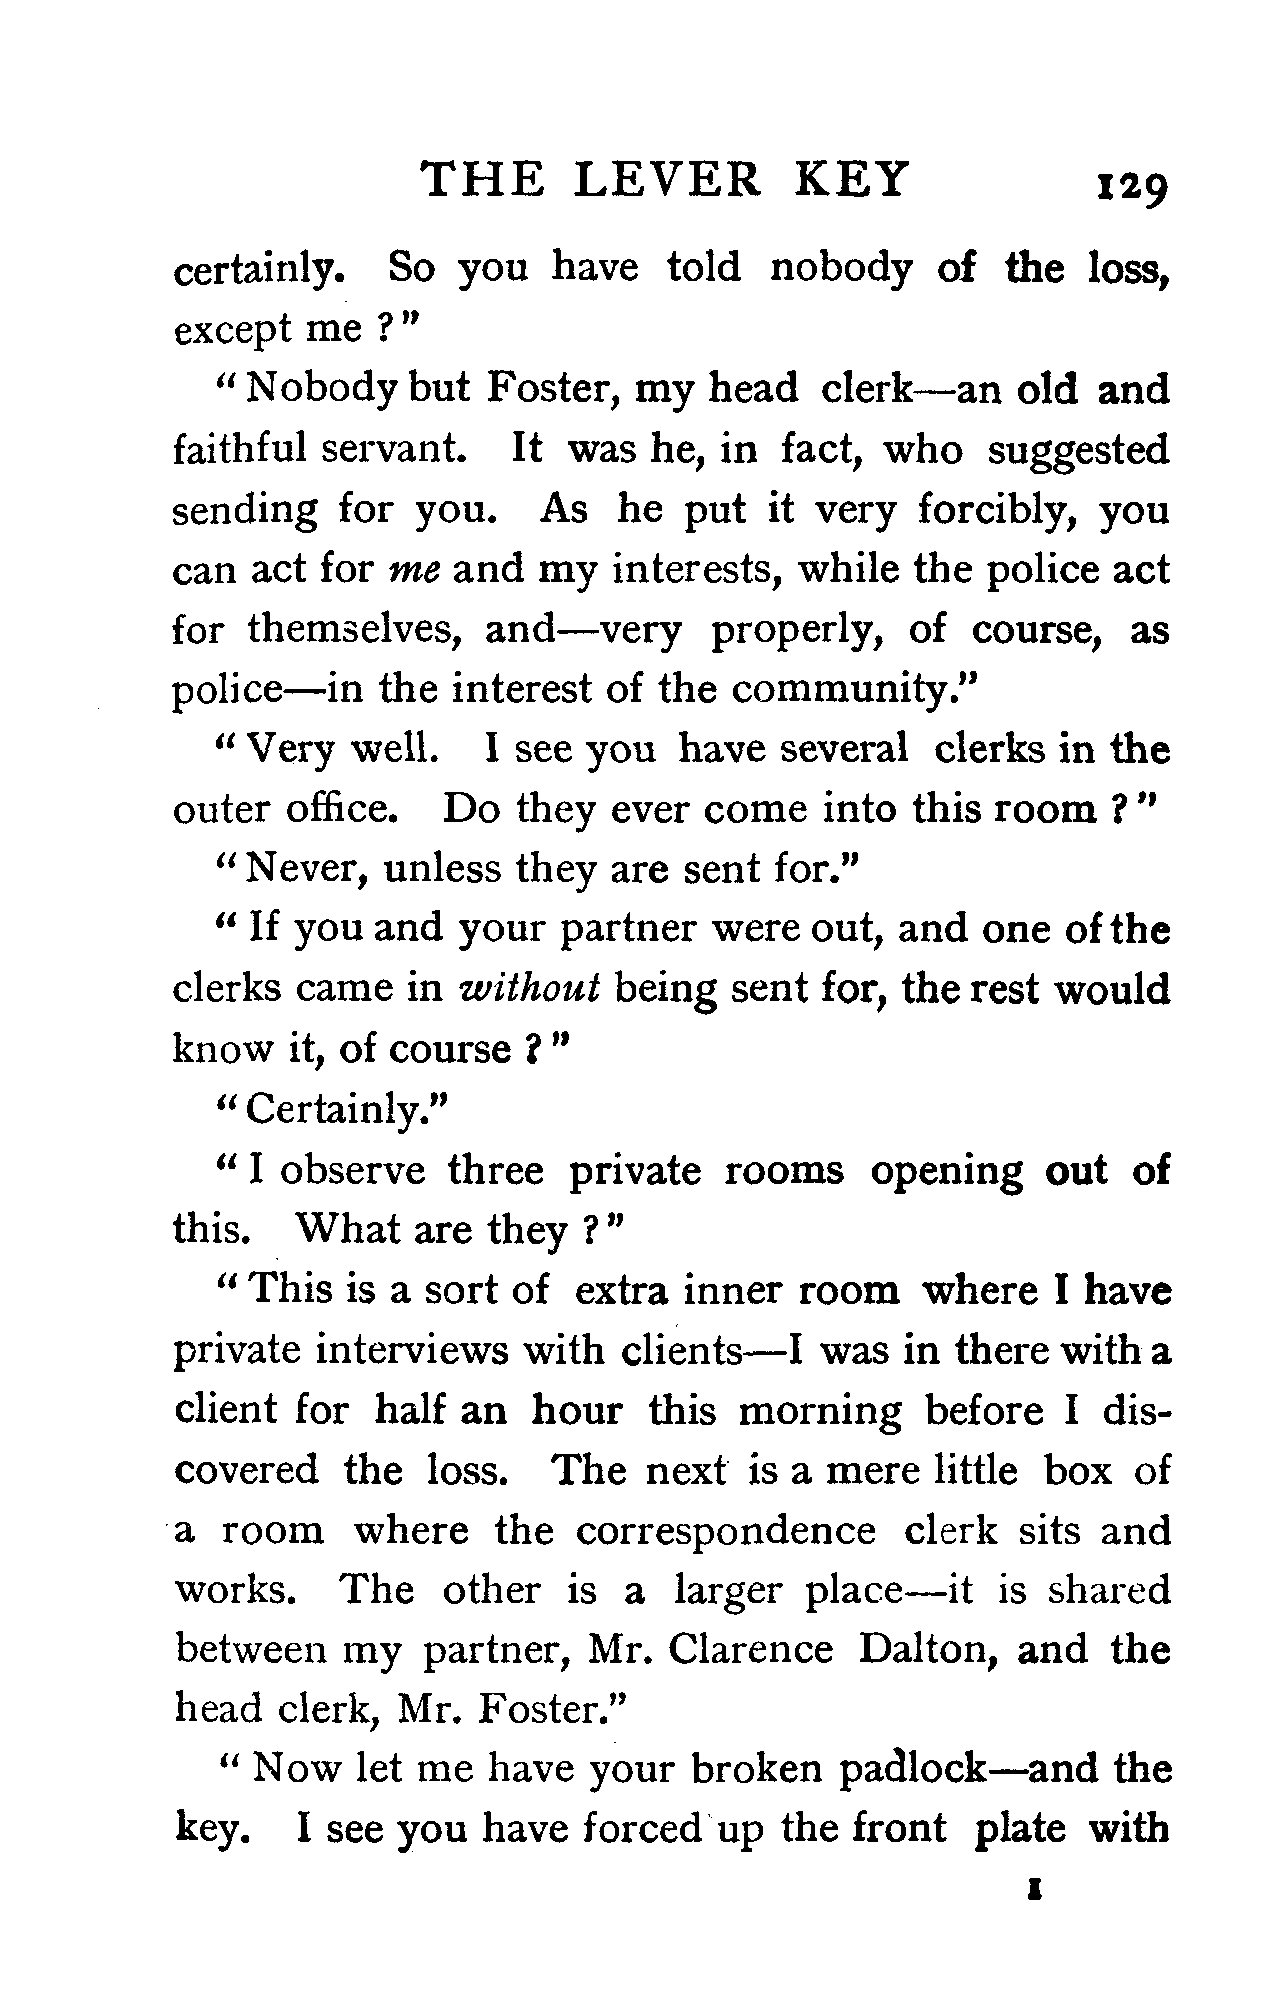 THE LEVER KEY 129
certainly. So you have told nobody of the loss,
except me ?"
"Nobody but Foster, my head clerk—an old and
faithful servant. It was he, in fact, who suggested
sending for you. As he put it very forcibly, you
can act for me and my interests, while the police act
for themselves, and—very properly, of course, as
police—in the interest of the community."
"Very well. I see you have several clerks in the
outer office. Do they ever come into this room ?"
"Never, unless they are sent for."
"If you and your partner were out, and one of the
clerks came in without being sent for, the rest would
know it, of course ?"
"Certainly."
"I observe three private rooms opening out of
this. What are they ?"
"This is a sort of extra inner room where I have
private interviews with clients—I was in there with a
client for half an hour this morning before I dis-
covered the loss. The next is a mere little box of
a room where the correspondence clerk sits and
works. The other is a larger place—it is shared
between my partner, Mr. Clarence Dalton, and the
head clerk, Mr. Foster."
"Now let me have your broken padlock—and the
key. I see you have forced up the front plate with
I